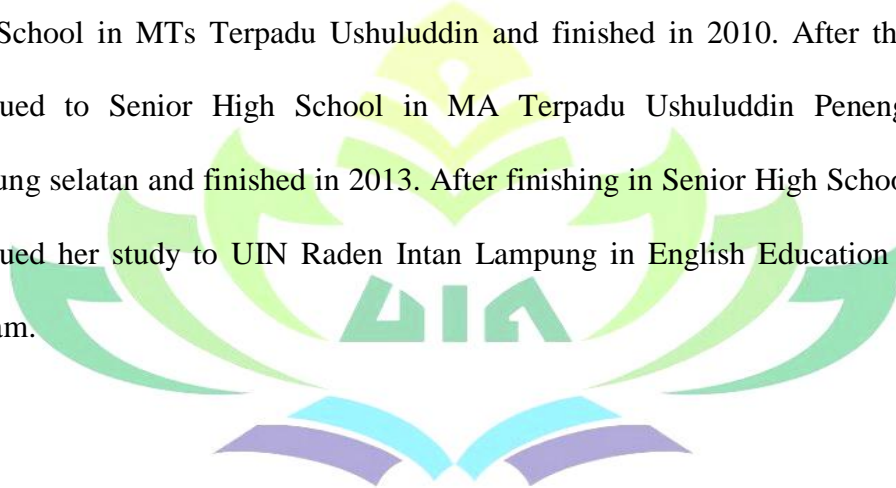 School in MTs Terpadu Ushuluddin and finished in 2010. After th
ued to Senior High School in MA Terpadu Ushuluddin Peneng
ung selatan and finished in 2013. After finishing in Senior High Schoo
ued her study to UIN Raden Intan Lampung in English Education
am.
UIN